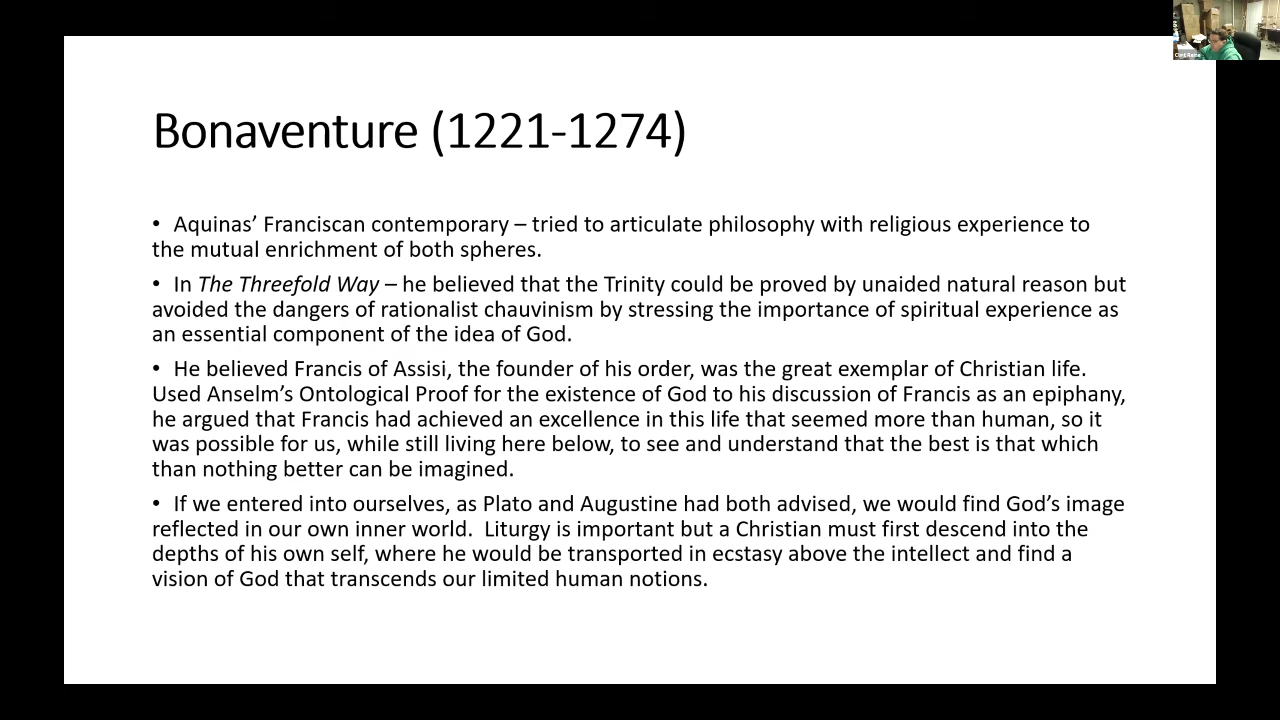 Bonaventure (1221-1274)
• Aquinas’ Franciscan contemporary – tried to articulate philosophy with religious experience to
the mutual enrichment of both spheres.
• In The Threefold Way – he believed that the Trinity could be proved by unaided natural reason but
avoided the dangers of rationalist chauvinism by stressing the importance of spiritual experience as
an essential component of the idea of God.
• He believed Francis of Assisi, the founder of his order, was the great exemplar of Christian life.
Used Anselm’s Ontological Proof for the existence of God to his discussion of Francis as an epiphany,
he argued that Francis had achieved an excellence in this life that seemed more than human, so it
was possible for us, while still living here below, to see and understand that the best is that which
than nothing better can be imagined.
• If we entered into ourselves, as Plato and Augustine had both advised, we would find God’s image
reflected in our own inner world.  Liturgy is important but a Christian must first descend into the
depths of his own self, where he would be transported in ecstasy above the intellect and find a
vision of God that transcends our limited human notions.